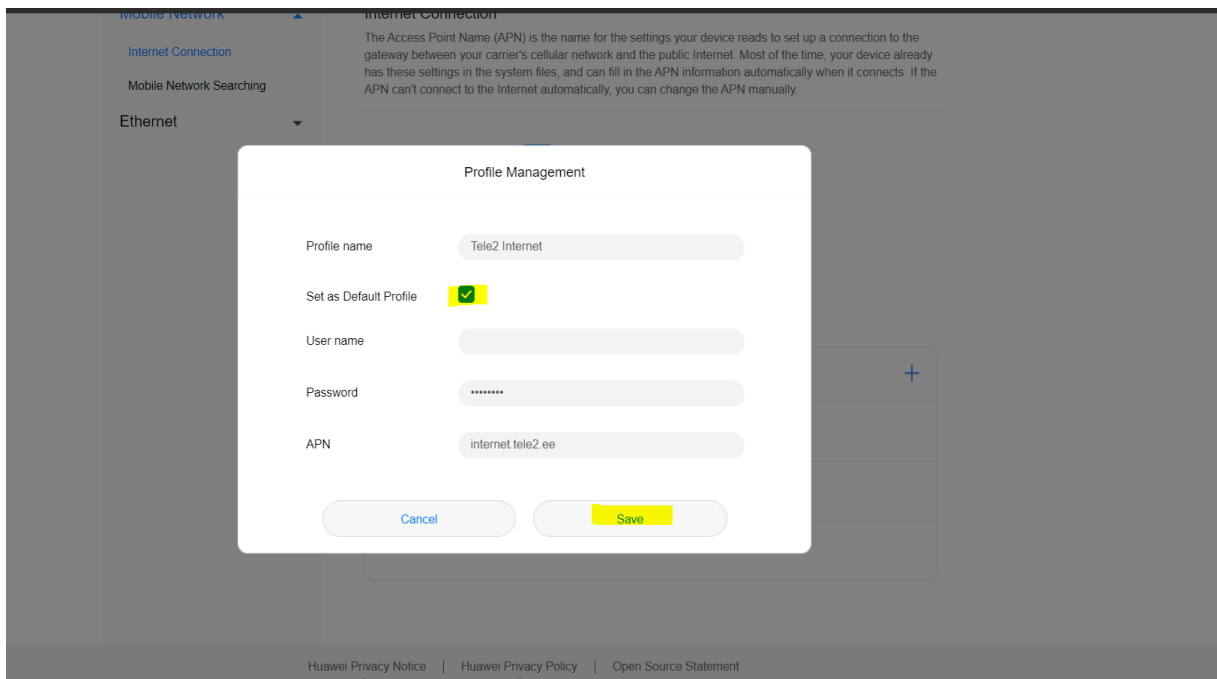 Mobile Network
Internet Connection
Mobile Network Searching
Ethernet
Internet Connection
The Access Point Name (APN) is the name for the settings your device reads to set up a connection to the
gateway between your carrier's cellular network and the public Internet. Most of the time, your device already
has these settings in the system files, and can fill in the APN information automatically when it connects. If the
APN can't connect to the Internet automatically, you can change the APN manually.
Profile Management
Profile name
Tele2 Internet
Set as Default Profile
User name
Password
••••••••
APN
internet.tele2.ee
Cancel
Save
Huawei Privacy Notice | Huawei Privacy Policy | Open Source Statement